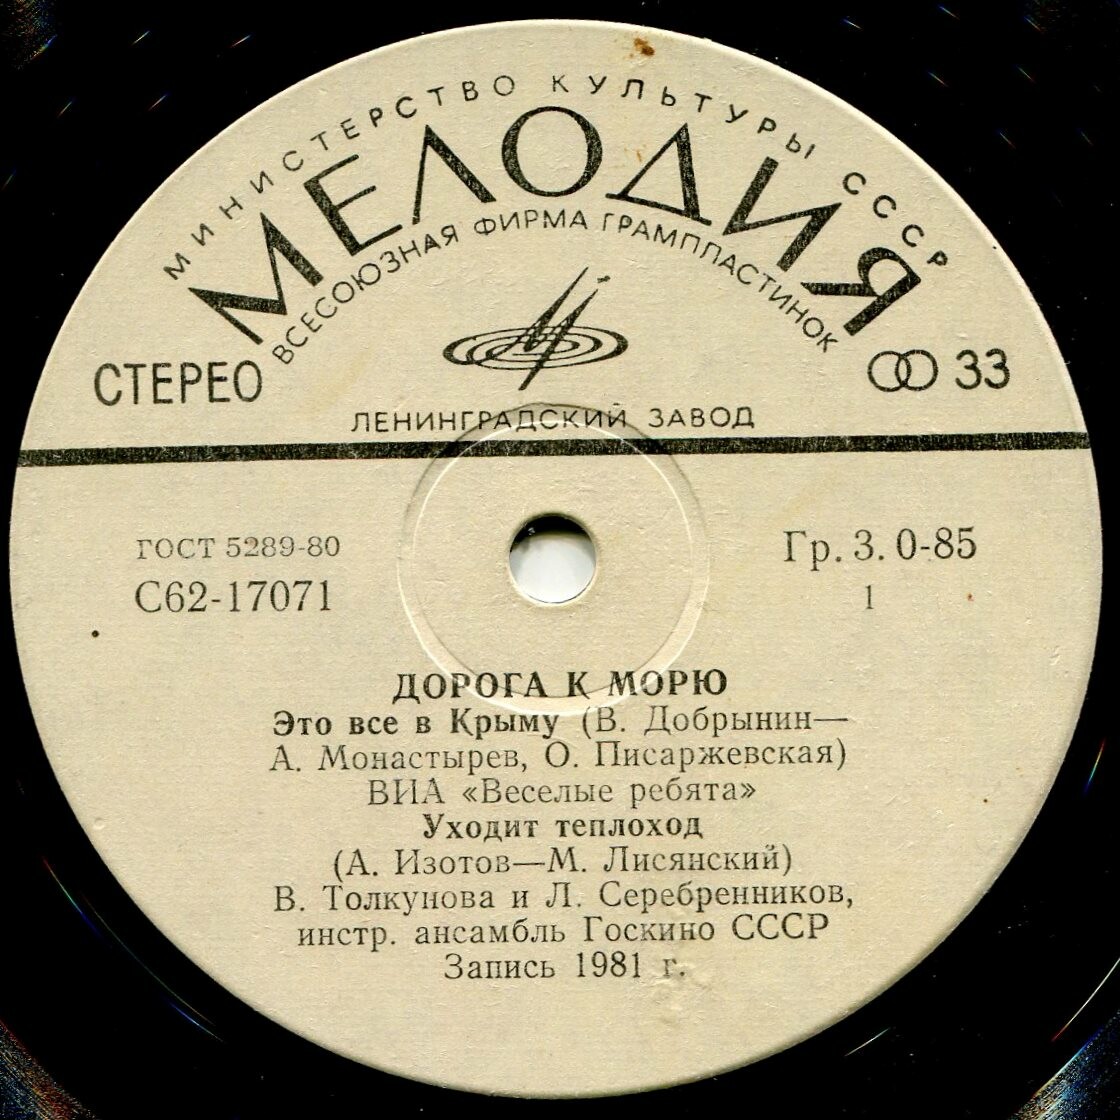 МИНИСТЕРСТВО КУЛЬТУРЫ СССР
МЕЛОДИЯ
ВСЕСОЮЗНАЯ ФИРМА ГРАМПЛАСТИНОК
СТЕРЕО
33
ЛЕНИНГРАДСКИЙ ЗАВОД
ГОСТ 5289-80
Гр. 3. 0-85
С62-17071
1
ДОРОГА К МОРЮ
Это все в Крыму (В. Добрынин—
А. Монастырев, О. Писаржевская)
ВИА «Веселые ребята»
Уходит теплоход
(А. Изотов—М. Лисянский)
В. Толкунова и Л. Серебренников,
инстр. ансамбль Госкино СССР
Запись 1981 г.